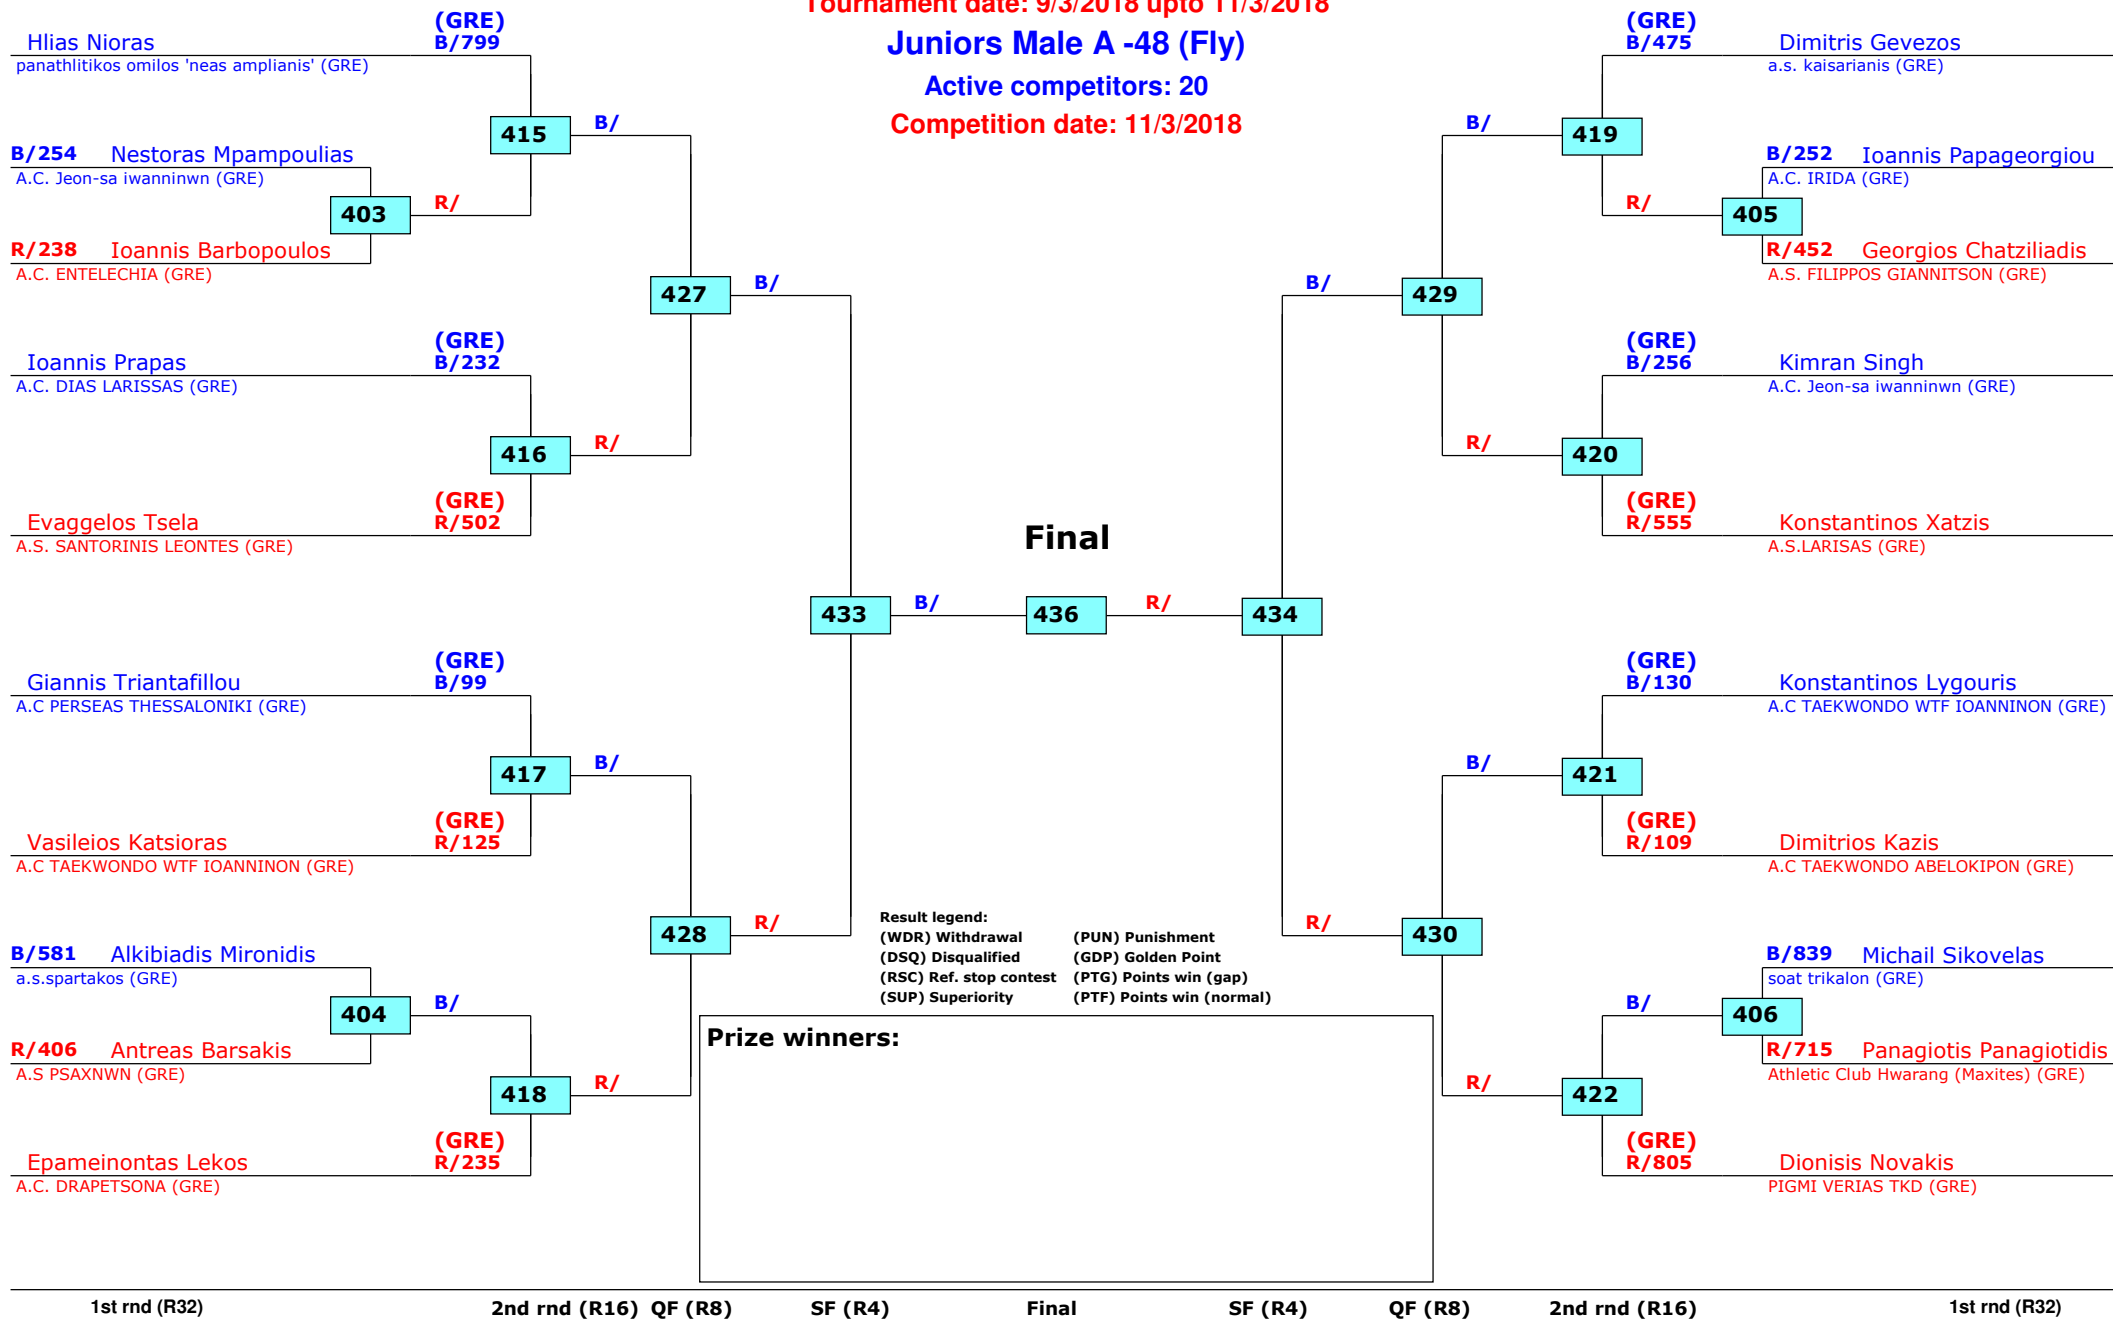 Tournament date: 9/3/2018 upto 11/3/2018
Juniors Male A -48 (Fly)
Active competitors: 20
Competition date: 11/3/2018
(GRE)
Hlias Nioras B/799
panathlitikos omilos 'neas amplianis' (GRE)
415 B/
B/254 Nestoras Mpampoulias
A.C. Jeon-sa iwanninwn (GRE)
403 R/
R/238 Ioannis Barbopoulos
A.C. ENTELECHIA (GRE)
427 B/
(GRE)
Ioannis Prapas B/232
A.C. DIAS LARISSAS (GRE)
416 R/
(GRE)
Evaggelos Tsela R/502
A.S. SANTORINIS LEONTES (GRE)
433 B/
(GRE)
Giannis Triantafillou B/99
A.C PERSEAS THESSALONIKI (GRE)
417 B/
(GRE)
Vasileios Katsioras R/125
A.C TAEKWONDO WTF IOANNINON (GRE)
428 R/
B/581 Alkibiadis Mironidis
a.s.spartakos (GRE)
404 B/
R/406 Antreas Barsakis
A.S PSAXNWN (GRE)
418 R/
(GRE)
Epameinontas Lekos R/235
A.C. DRAPETSONA (GRE)
Final
436
(GRE)
B/475 Dimitris Gevezos
a.s. kaisarianis (GRE)
B/ 419
B/252 Ioannis Papageorgiou
A.C. IRIDA (GRE)
R/ 405
R/452 Georgios Chatziliadis
A.S. FILIPPOS GIANNITSON (GRE)
B/ 429
(GRE)
B/256 Kimran Singh
A.C. Jeon-sa iwanninwn (GRE)
R/ 420
(GRE)
R/555 Konstantinos Xatzis
A.S.LARISAS (GRE)
R/ 434
(GRE)
B/130 Konstantinos Lygouris
A.C TAEKWONDO WTF IOANNINON (GRE)
B/ 421
(GRE)
R/109 Dimitrios Kazis
A.C TAEKWONDO ABELOKIPON (GRE)
R/ 430
B/839 Michail Sikovelas
soat trikalon (GRE)
B/ 406
R/715 Panagiotis Panagiotidis
Athletic Club Hwarang (Maxites) (GRE)
R/ 422
(GRE)
R/805 Dionisis Novakis
PIGMI VERIAS TKD (GRE)
Result legend:
(WDR) Withdrawal (PUN) Punishment
(DSQ) Disqualified (GDP) Golden Point
(RSC) Ref. stop contest (PTG) Points win (gap)
(SUP) Superiority (PTF) Points win (normal)
Prize winners:
1st rnd (R32) 2nd rnd (R16) QF (R8) SF (R4) Final SF (R4) QF (R8) 2nd rnd (R16) 1st rnd (R32)